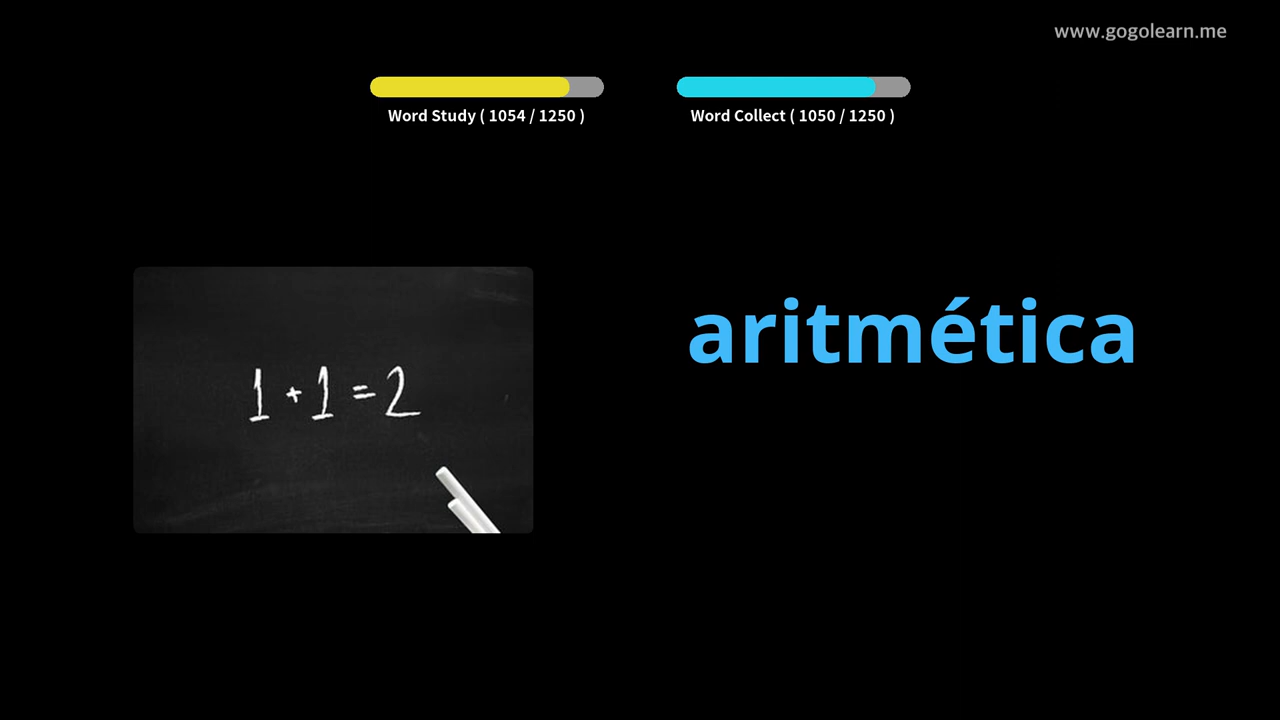 www.gogolearn.me
Word Study ( 1054 / 1250 )
Word Collect ( 1050 / 1250 )
aritmética
1 + 1 = 2